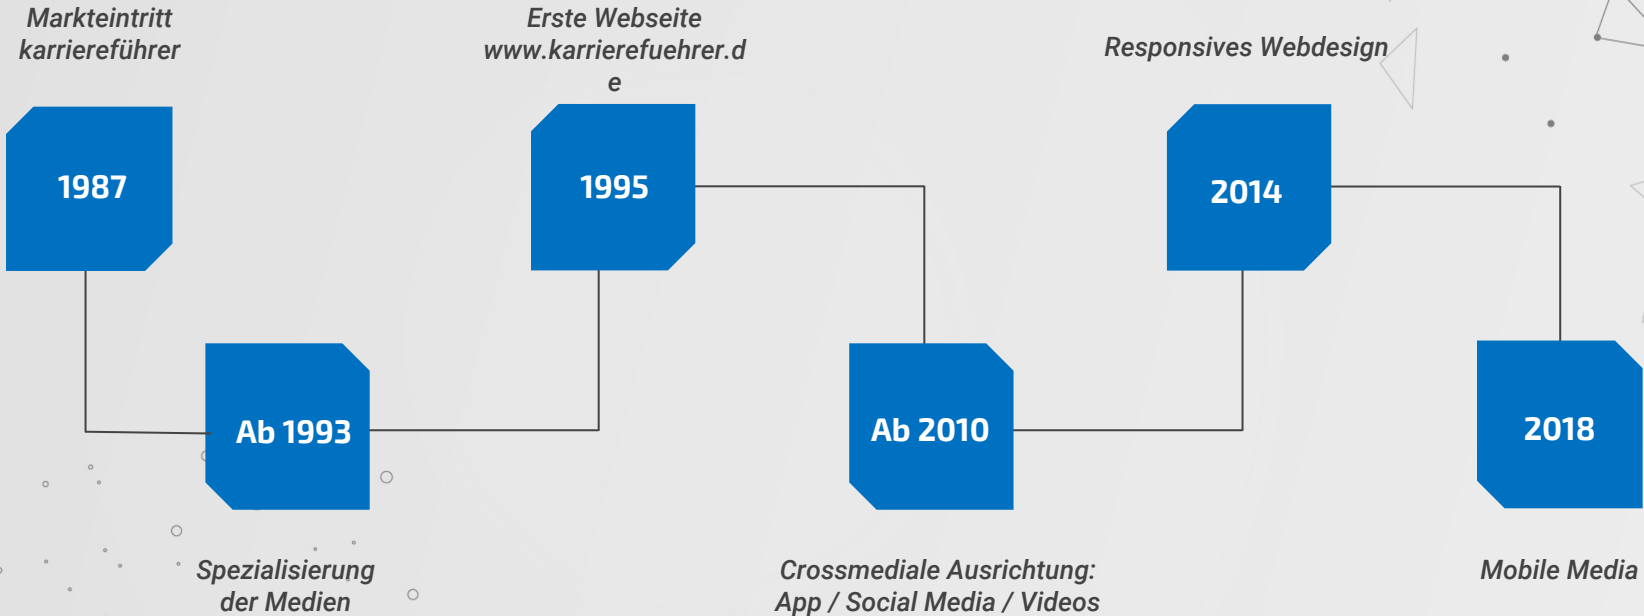 Markteintritt
karriereführer
1987
Ab 1993
Spezialisierung
der Medien
Erste Webseite
www.karrierefuehrer.d
e
1995
Ab 2010
Crossmediale Ausrichtung:
App / Social Media / Videos
Responsives Webdesign
2014
2018
Mobile Media